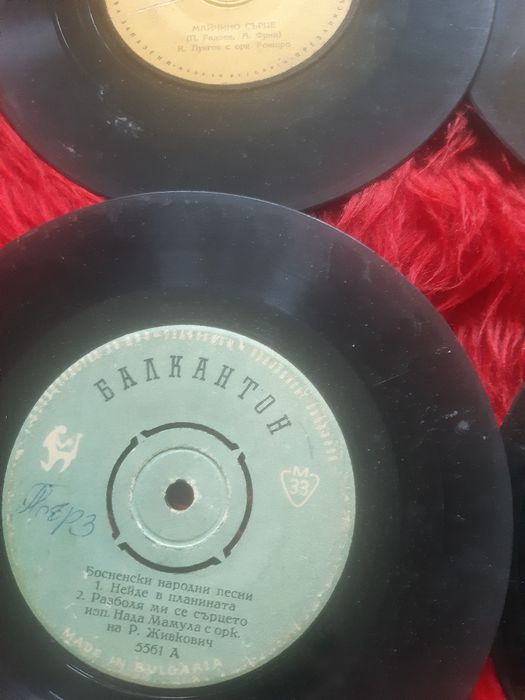 МАЙЧИНО СЪРЦЕ
БАЛКАНТОН
М
33
Босненски народни песни
1. Нейде в планината
2. Разболя ми се сърцето
изп. Нада Мамула с орк.
на Р. Живкович
5561 А
MADE IN BULGARIA